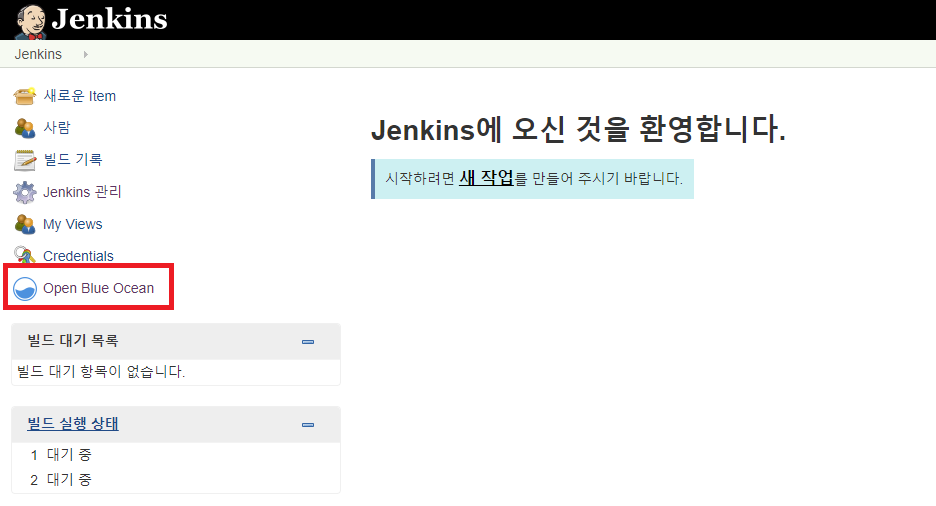 Jenkins
Jenkins
새로운 Item
사람
빌드 기록
Jenkins 관리
My Views
Credentials
Open Blue Ocean
Jenkins에 오신 것을 환영합니다.
시작하려면 새 작업를 만들어 주시기 바랍니다.
빌드 대기 목록
빌드 대기 항목이 없습니다.
빌드 실행 상태
1 대기 중
2 대기 중